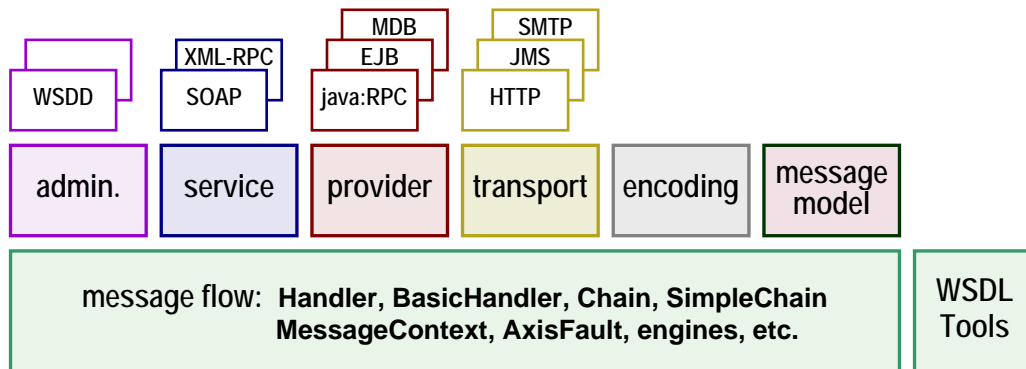 MDB
SMTP
XML-RPC
EJB
JMS
WSDD
SOAP
java:RPC
HTTP
admin.
service
provider
transport
encoding
message
model
message flow: Handler, BasicHandler, Chain, SimpleChain
MessageContext, AxisFault, engines, etc.
WSDL
Tools